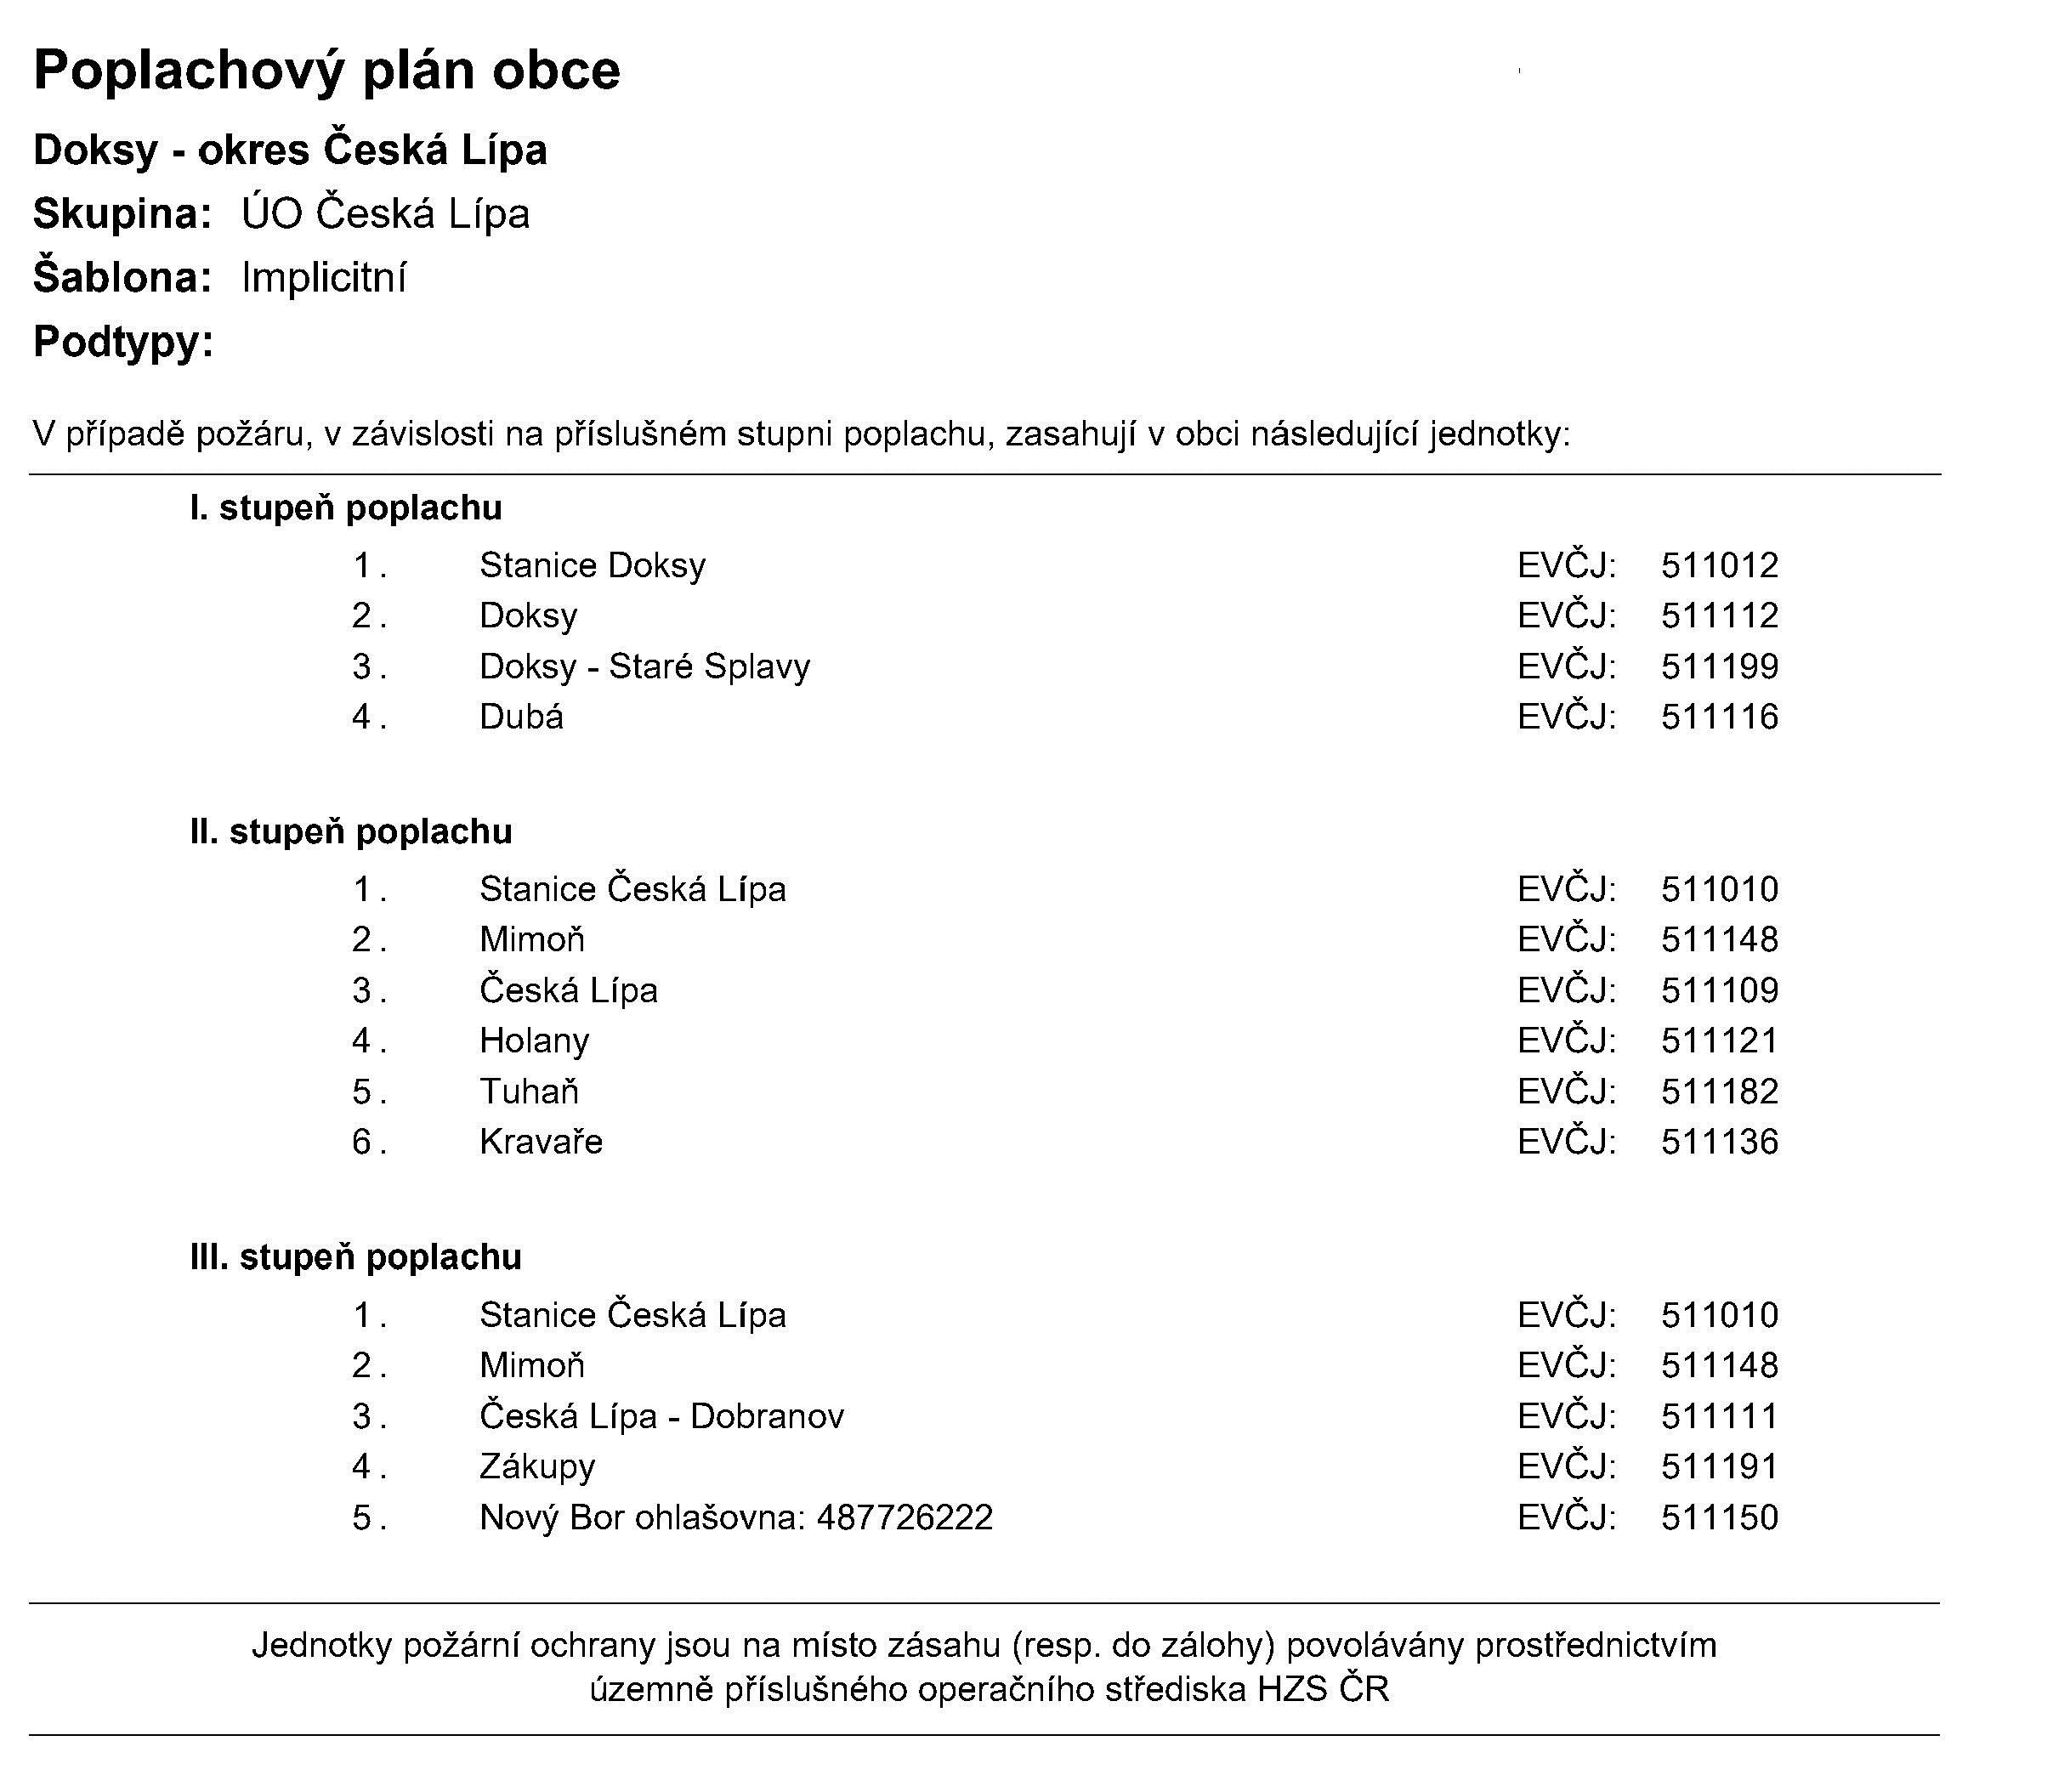 Poplachový plán obce
Doksy - okres Česká Lípa
Skupina: ÚO Česká Lípa
Šablona: Implicitní
Podtypy:
V případě požáru, v závislosti na příslušném stupni poplachu, zasahují v obci následující jednotky:
I. stupeň poplachu
1. Stanice Doksy EVČJ: 511012
2. Doksy EVČJ: 511112
3. Doksy - Staré Splavy EVČJ: 511199
4. Dubá EVČJ: 511116
II. stupeň poplachu
1. Stanice Česká Lípa EVČJ: 511010
2. Mimoň EVČJ: 511148
3. Česká Lípa EVČJ: 511109
4. Holany EVČJ: 511121
5. Tuhaň EVČJ: 511182
6. Kravaře EVČJ: 511136
III. stupeň poplachu
1. Stanice Česká Lípa EVČJ: 511010
2. Mimoň EVČJ: 511148
3. Česká Lípa - Dobranov EVČJ: 511111
4. Zákupy EVČJ: 511191
5. Nový Bor ohlašovna: 487726222 EVČJ: 511150
Jednotky požární ochrany jsou na místo zásahu (resp. do zálohy) povolávány prostřednictvím
územně příslušného operačního střediska HZS ČR